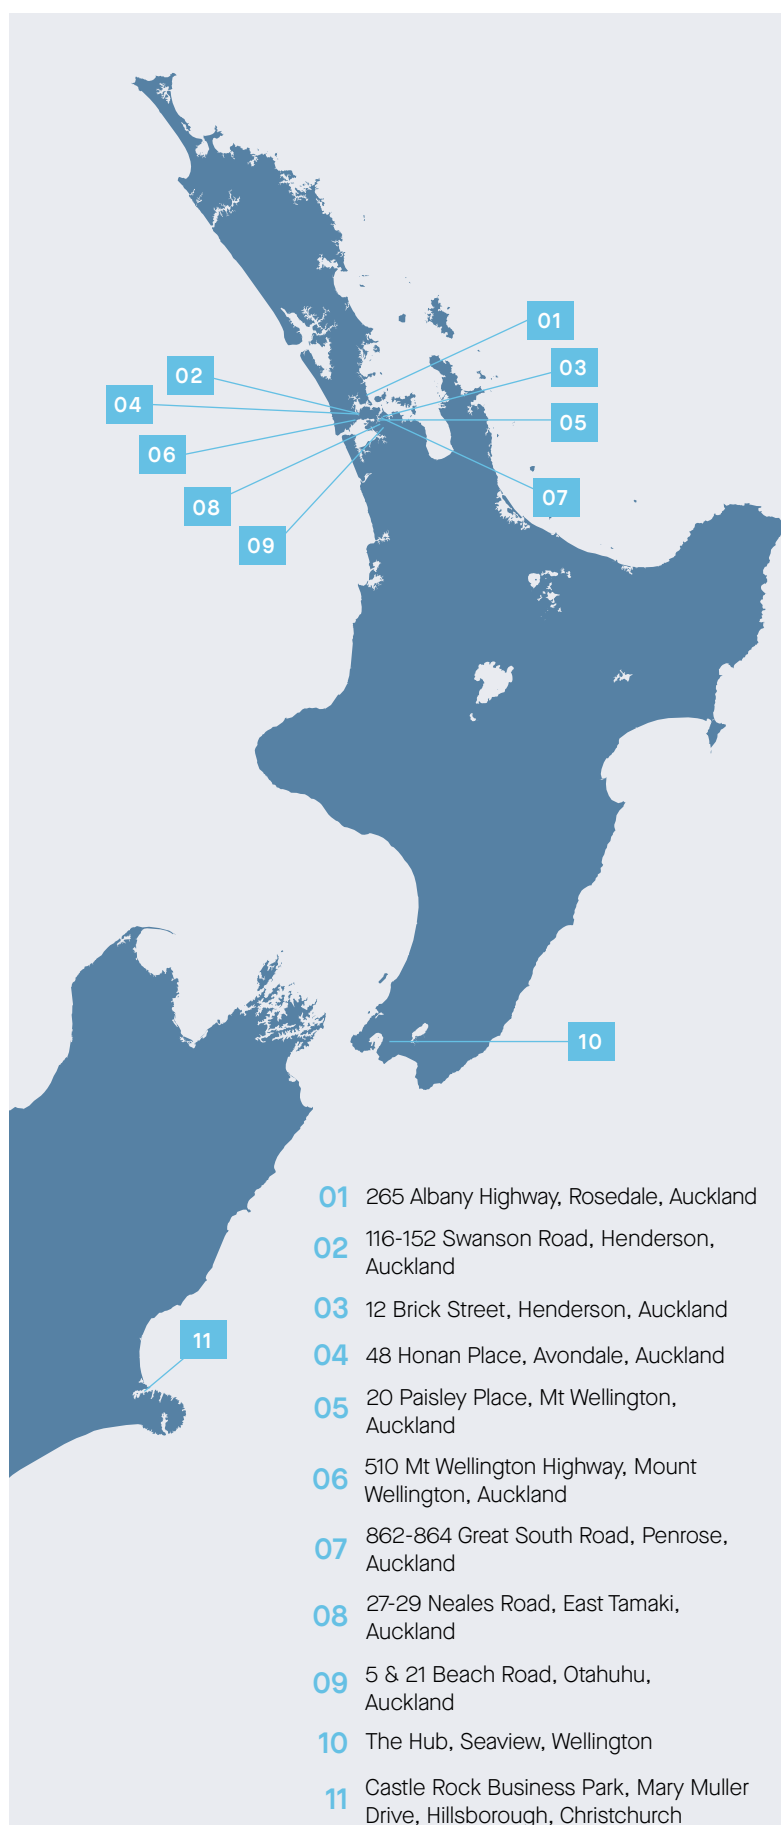 01
02
03
04
05
06
07
08
09
10
11
01 265 Albany Highway, Rosedale, Auckland
02 116-152 Swanson Road, Henderson,
Auckland
03 12 Brick Street, Henderson, Auckland
04 48 Honan Place, Avondale, Auckland
05 20 Paisley Place, Mt Wellington,
Auckland
06 510 Mt Wellington Highway, Mount
Wellington, Auckland
07 862-864 Great South Road, Penrose,
Auckland
08 27-29 Neales Road, East Tamaki,
Auckland
09 5 & 21 Beach Road, Otahuhu,
Auckland
10 The Hub, Seaview, Wellington
11 Castle Rock Business Park, Mary Muller
Drive, Hillsborough, Christchurch